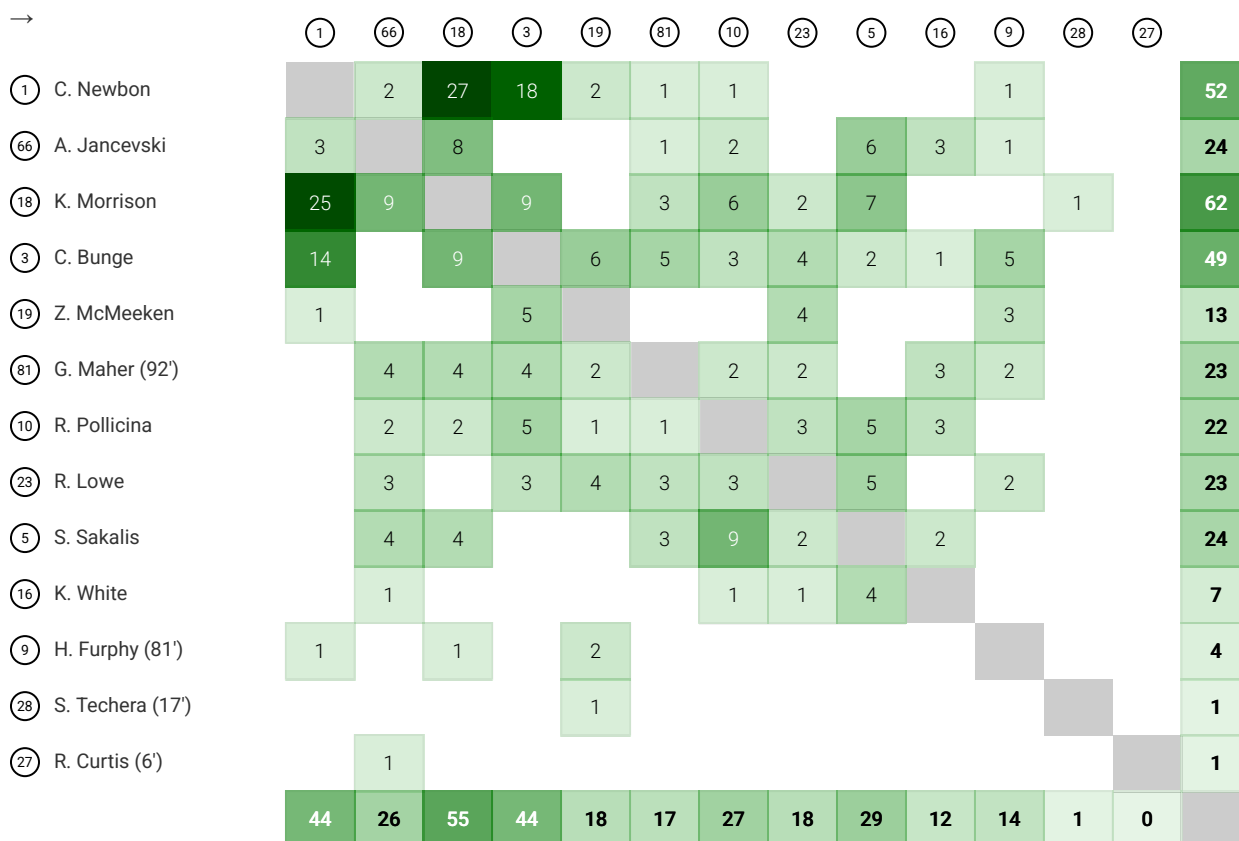 → 1 66 18 3 19 81 10 23 5 16 9 28 27
1 C. Newbon 2 27 18 2 1 1 1 52
66 A. Jancevski 3 8 1 2 6 3 1 24
18 K. Morrison 25 9 9 3 6 2 7 1 62
3 C. Bunge 14 9 6 5 3 4 2 1 5 49
19 Z. McMeeken 1 5 4 3 13
81 G. Maher (92') 4 4 4 2 2 2 3 2 23
10 R. Pollicina 2 2 5 1 1 3 5 3 22
23 R. Lowe 3 3 4 3 3 5 2 23
5 S. Sakalis 4 4 3 9 2 2 24
16 K. White 1 1 1 4 7
9 H. Furphy (81') 1 1 2 4
28 S. Techera (17') 1 1
27 R. Curtis (6') 1 1
44 26 55 44 18 17 27 18 29 12 14 1 0